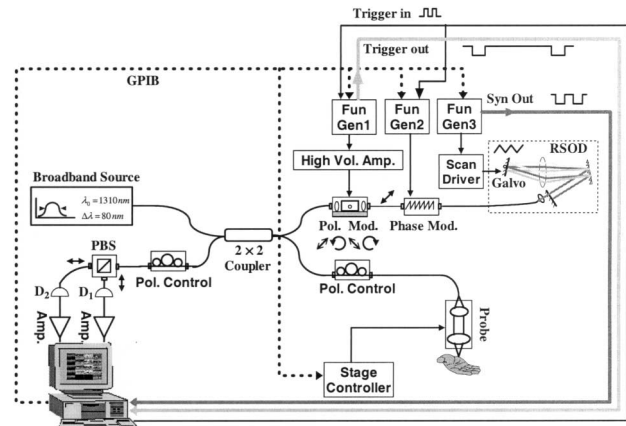 Trigger in
Trigger out
GPIB
Fun Gen1
Fun Gen2
Fun Gen3
Syn Out
RSOD
High Vol. Amp.
Scan Driver
Galvo
Broadband Source
λ₀ = 1310nm
Δλ = 80nm
Pol. Mod.
Phase Mod.
2 × 2
Coupler
PBS
Pol. Control
Pol. Control
D₂
D₁
Amp.
Amp.
Probe
Stage
Controller